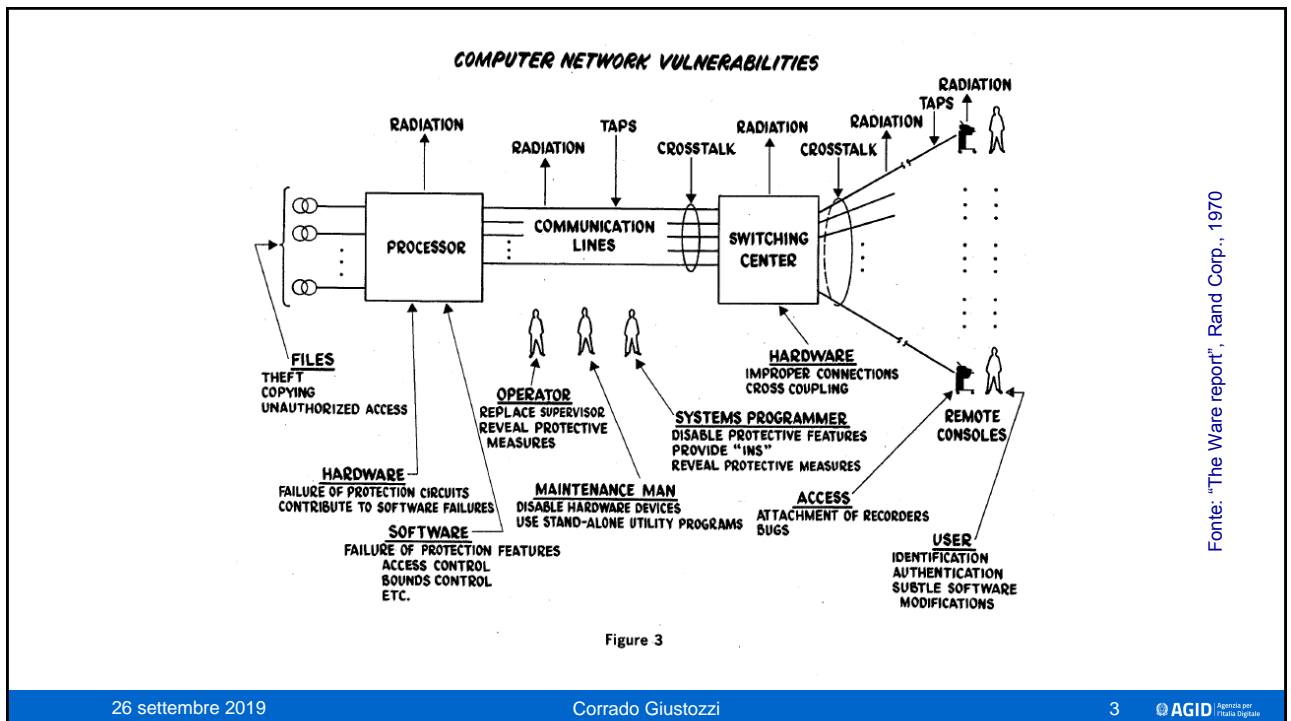 COMPUTER NETWORK VULNERABILITIES
RADIATION
TAPS
RADIATION
RADIATION
TAPS
RADIATION
CROSSTALK
RADIATION
CROSSTALK
PROCESSOR
COMMUNICATION
LINES
SWITCHING
CENTER
FILES
THEFT
COPYING
UNAUTHORIZED ACCESS
OPERATOR
REPLACE SUPERVISOR
REVEAL PROTECTIVE
MEASURES
HARDWARE
IMPROPER CONNECTIONS
CROSS COUPLING
SYSTEMS PROGRAMMER
DISABLE PROTECTIVE FEATURES
PROVIDE "INS"
REVEAL PROTECTIVE MEASURES
REMOTE
CONSOLES
HARDWARE
FAILURE OF PROTECTION CIRCUITS
CONTRIBUTE TO SOFTWARE FAILURES
MAINTENANCE MAN
DISABLE HARDWARE DEVICES
USE STAND-ALONE UTILITY PROGRAMS
ACCESS
ATTACHMENT OF RECORDERS
BUGS
SOFTWARE
FAILURE OF PROTECTION FEATURES
ACCESS CONTROL
BOUNDS CONTROL
ETC.
USER
IDENTIFICATION
AUTHENTICATION
SUBTLE SOFTWARE
MODIFICATIONS
Figure 3
Fonte: "The Ware report", Rand Corp., 1970
26 settembre 2019
Corrado Giustozzi
3
AGID
Agenzia per
l'Italia Digitale